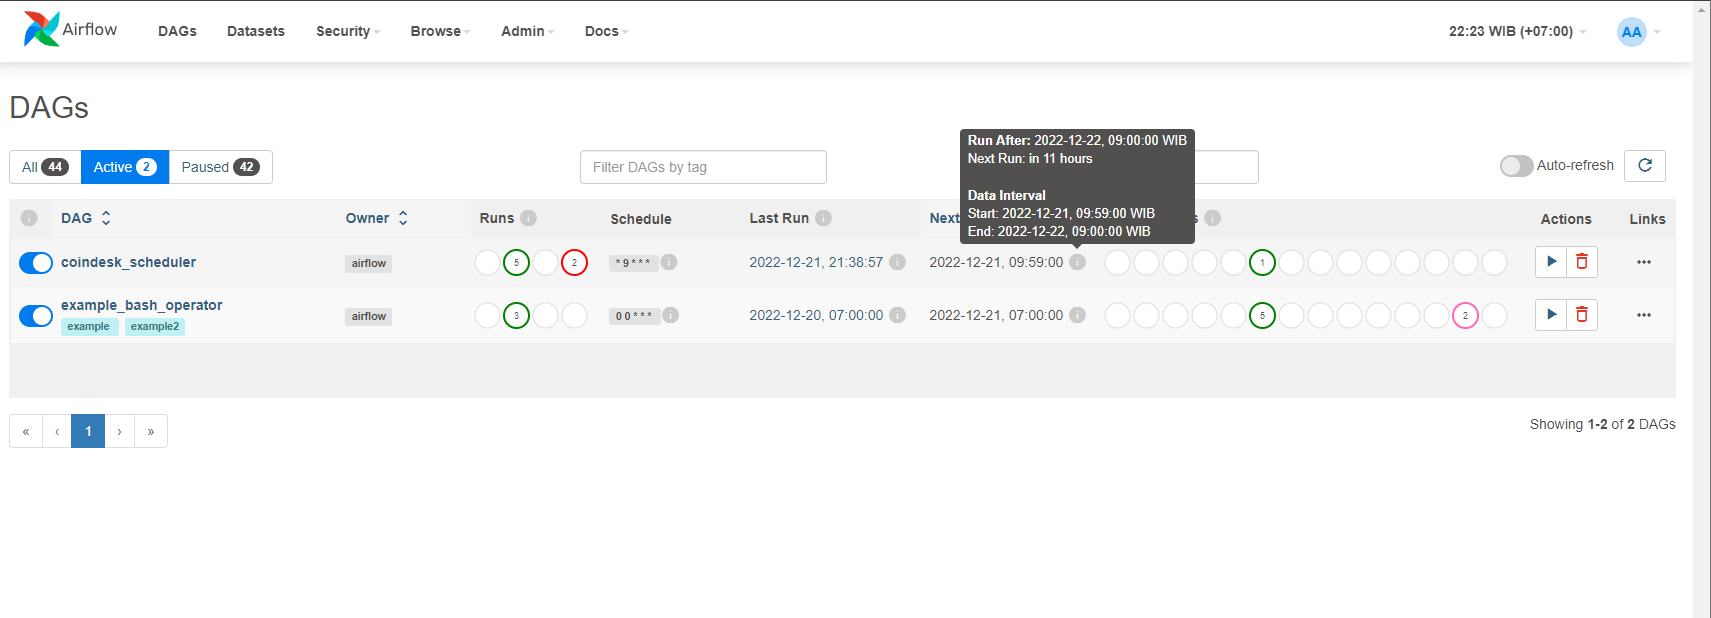 Airflow DAGs Datasets Security Browse Admin Docs 22:23 WIB (+07:00) AA
DAGs
Run After: 2022-12-22, 09:00:00 WIB
Next Run: in 11 hours
All 44 Active 2 Paused 42 Filter DAGs by tag Auto-refresh
Data Interval
Start: 2022-12-21, 09:59:00 WIB
End: 2022-12-22, 09:00:00 WIB
i DAG Owner Runs i Schedule Last Run i Next s i Actions Links
coindesk_scheduler airflow 5 2 * 9 * * * i 2022-12-21, 21:38:57 i 2022-12-21, 09:59:00 i 1 •••
example_bash_operator airflow 3 0 0 * * * i 2022-12-20, 07:00:00 i 2022-12-21, 07:00:00 i 5 2 •••
example example2
« ‹ 1 › » Showing 1-2 of 2 DAGs